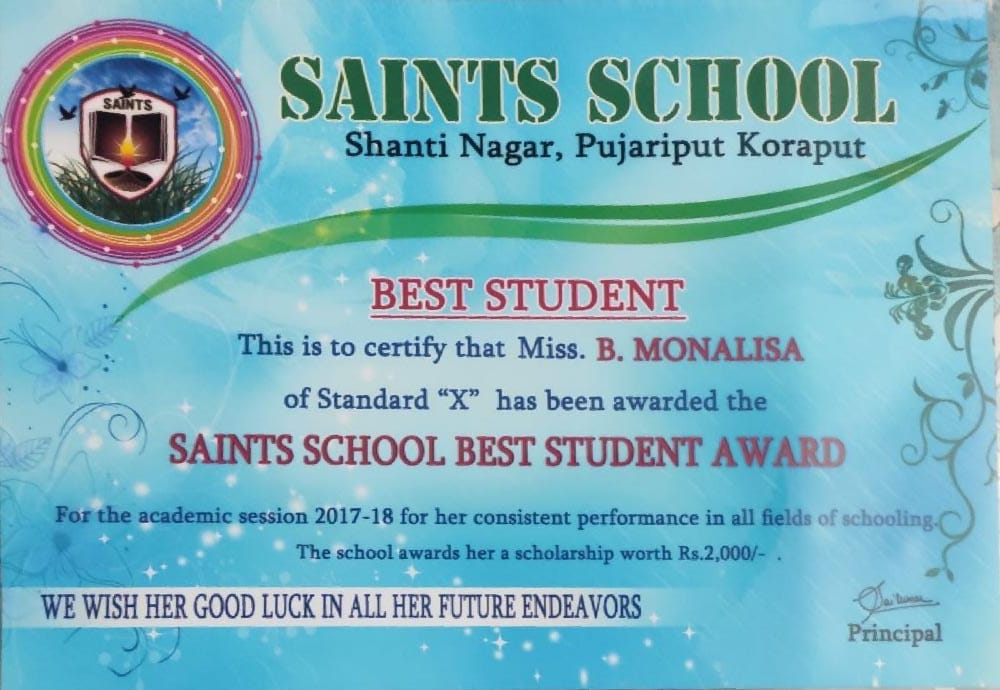 SAINTS
SAINTS SCHOOL
Shanti Nagar, Pujariput Koraput
BEST STUDENT
This is to certify that Miss. B. MONALISA
of Standard “X” has been awarded the
SAINTS SCHOOL BEST STUDENT AWARD
For the academic session 2017-18 for her consistent performance in all fields of schooling.
The school awards her a scholarship worth Rs.2,000/- .
WE WISH HER GOOD LUCK IN ALL HER FUTURE ENDEAVORS
Principal